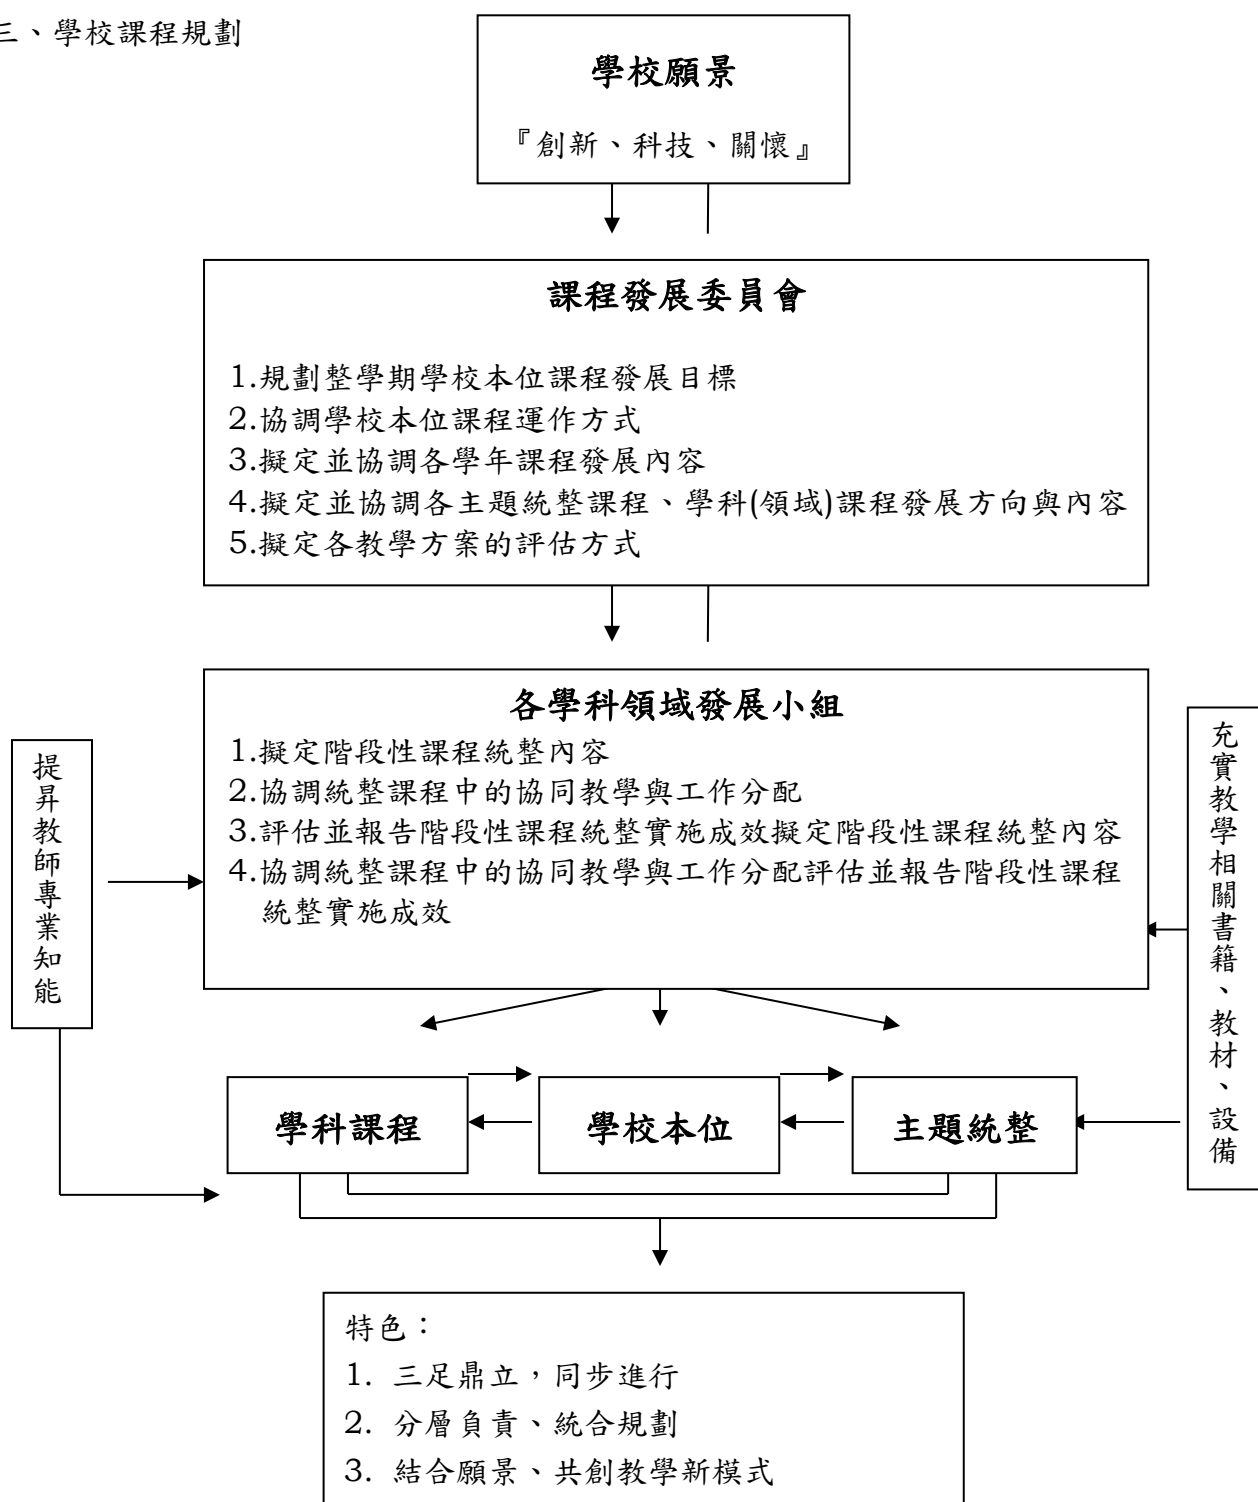 三、學校課程規劃
學校願景
『創新、科技、關懷』
課程發展委員會
1.規劃整學期學校本位課程發展目標
2.協調學校本位課程運作方式
3.擬定並協調各學年課程發展內容
4.擬定並協調各主題統整課程、學科(領域)課程發展方向與內容
5.擬定各教學方案的評估方式
各學科領域發展小組
1.擬定階段性課程統整內容
2.協調統整課程中的協同教學與工作分配
3.評估並報告階段性課程統整實施成效擬定階段性課程統整內容
4.協調統整課程中的協同教學與工作分配評估並報告階段性課程
統整實施成效
提昇教師專業知能
充實教學相關書籍、教材、設備
學科課程
學校本位
主題統整
特色：
1. 三足鼎立，同步進行
2. 分層負責、統合規劃
3. 結合願景、共創教學新模式